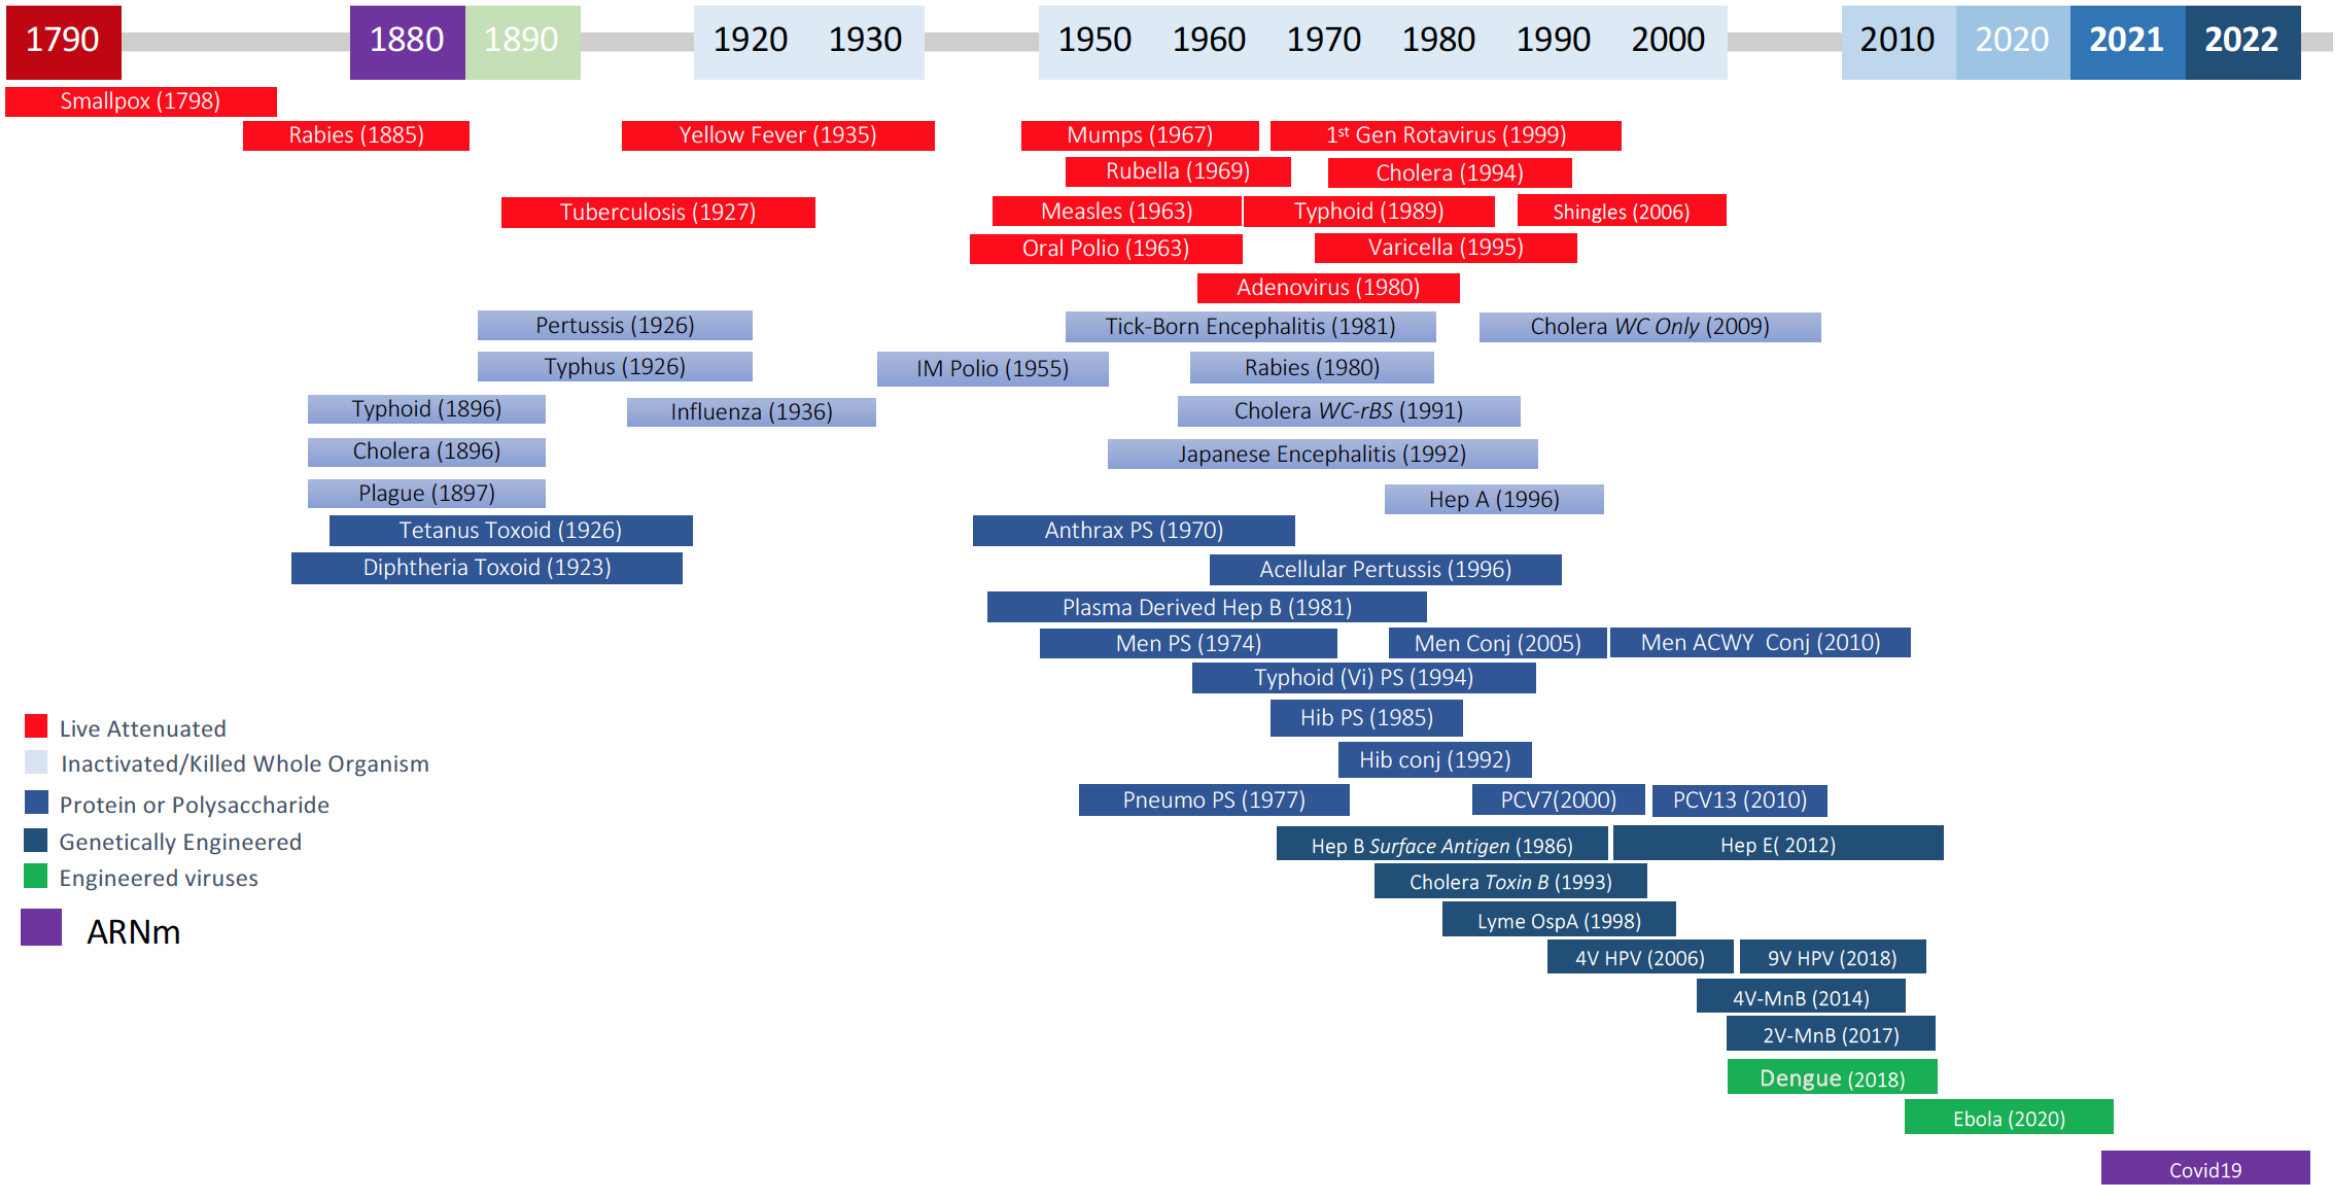 1790 1880 1890 1920 1930 1950 1960 1970 1980 1990 2000 2010 2020 2021 2022
Smallpox (1798)
Rabies (1885) Yellow Fever (1935) Mumps (1967) 1st Gen Rotavirus (1999)
Rubella (1969) Cholera (1994)
Tuberculosis (1927) Measles (1963) Typhoid (1989) Shingles (2006)
Oral Polio (1963) Varicella (1995)
Adenovirus (1980)
Pertussis (1926) Tick-Born Encephalitis (1981) Cholera WC Only (2009)
Typhus (1926) IM Polio (1955) Rabies (1980)
Typhoid (1896) Influenza (1936) Cholera WC-rBS (1991)
Cholera (1896) Japanese Encephalitis (1992)
Plague (1897) Hep A (1996)
Tetanus Toxoid (1926) Anthrax PS (1970)
Diphtheria Toxoid (1923) Acellular Pertussis (1996)
Plasma Derived Hep B (1981)
Men PS (1974) Men Conj (2005) Men ACWY Conj (2010)
Typhoid (Vi) PS (1994)
Hib PS (1985)
Hib conj (1992)
Pneumo PS (1977) PCV7(2000) PCV13 (2010)
Hep B Surface Antigen (1986) Hep E( 2012)
Cholera Toxin B (1993)
Lyme OspA (1998)
4V HPV (2006) 9V HPV (2018)
4V-MnB (2014)
2V-MnB (2017)
Dengue (2018)
Ebola (2020)
Covid19
Live Attenuated
Inactivated/Killed Whole Organism
Protein or Polysaccharide
Genetically Engineered
Engineered viruses
ARNm